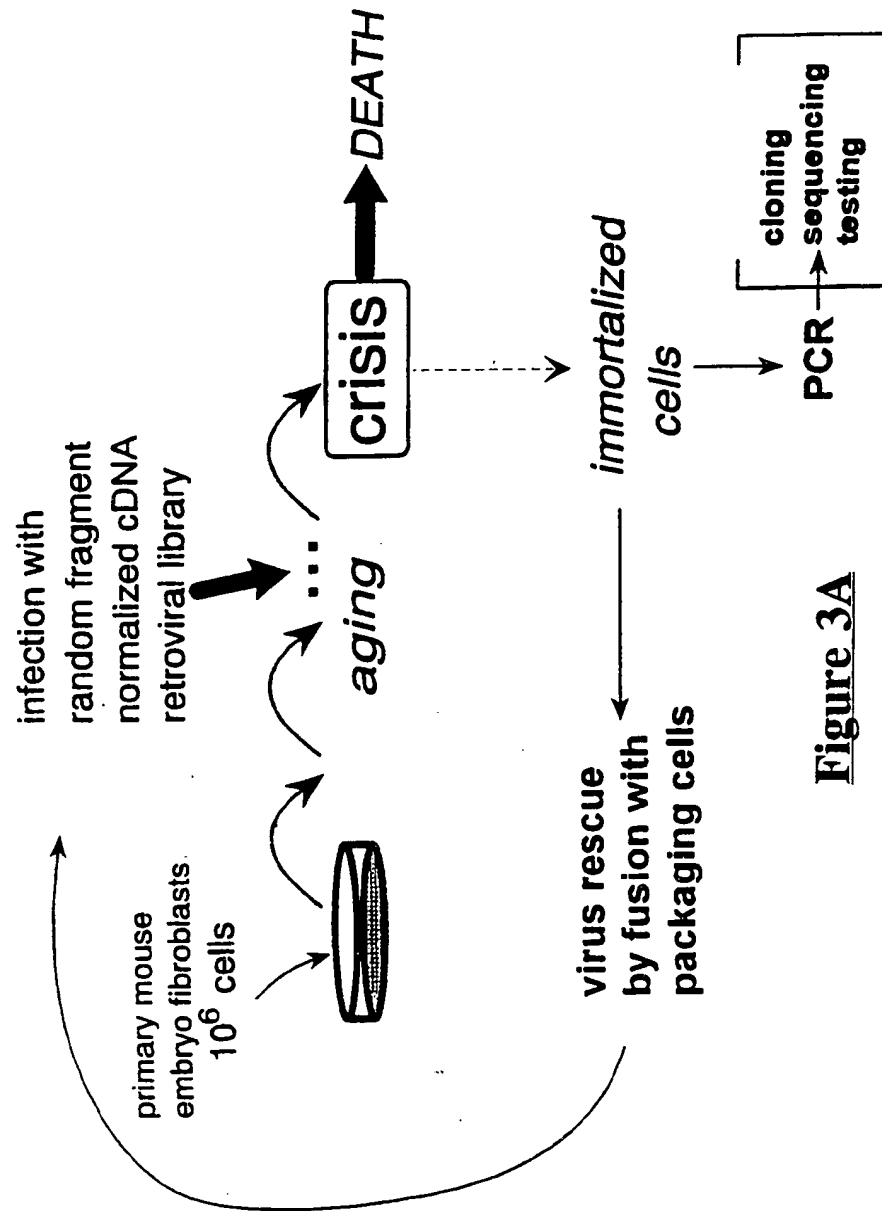 infection with
random fragment
normalized cDNA
retroviral library
primary mouse
embryo fibroblasts
10⁶ cells
...
aging
crisis
DEATH
immortalized
cells
virus rescue
by fusion with
packaging cells
PCR
cloning
sequencing
testing
Figure 3A